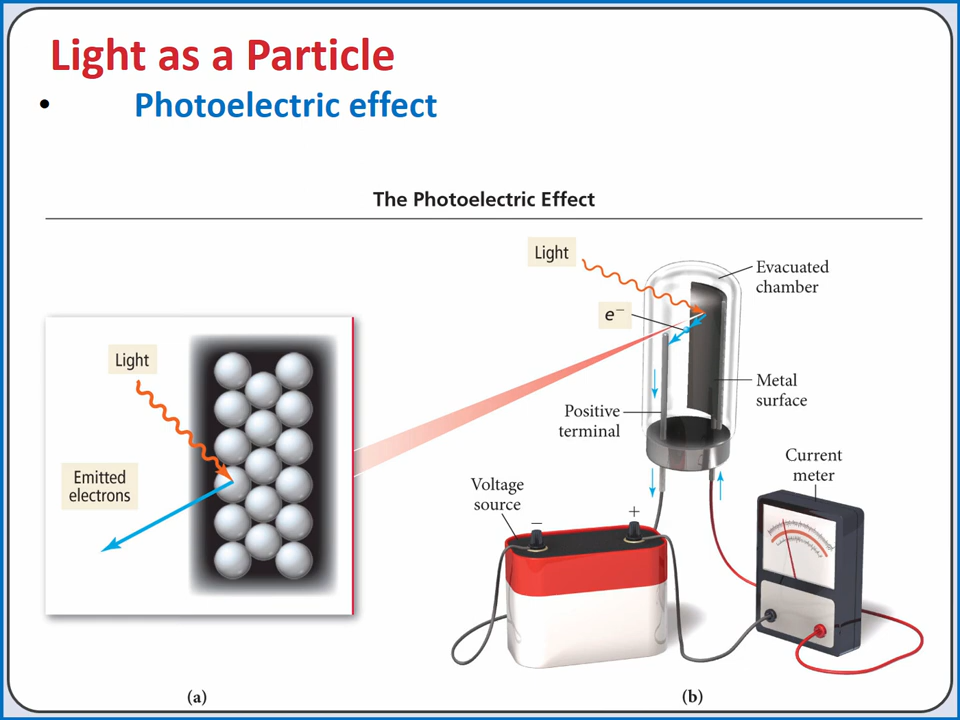 Light as a Particle
• Photoelectric effect
The Photoelectric Effect
Light
Evacuated
chamber
e−
Light
Metal
surface
Positive
terminal
Emitted
electrons
Voltage
source
Current
meter
− +
(a) (b)